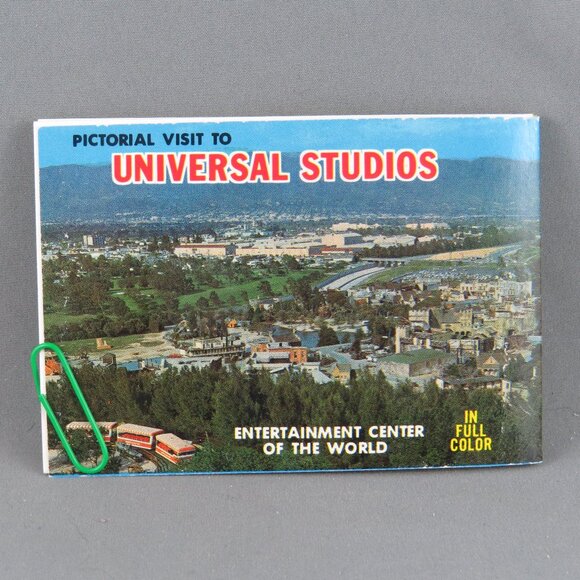 PICTORIAL VISIT TO
UNIVERSAL STUDIOS
ENTERTAINMENT CENTER
OF THE WORLD
IN
FULL
COLOR